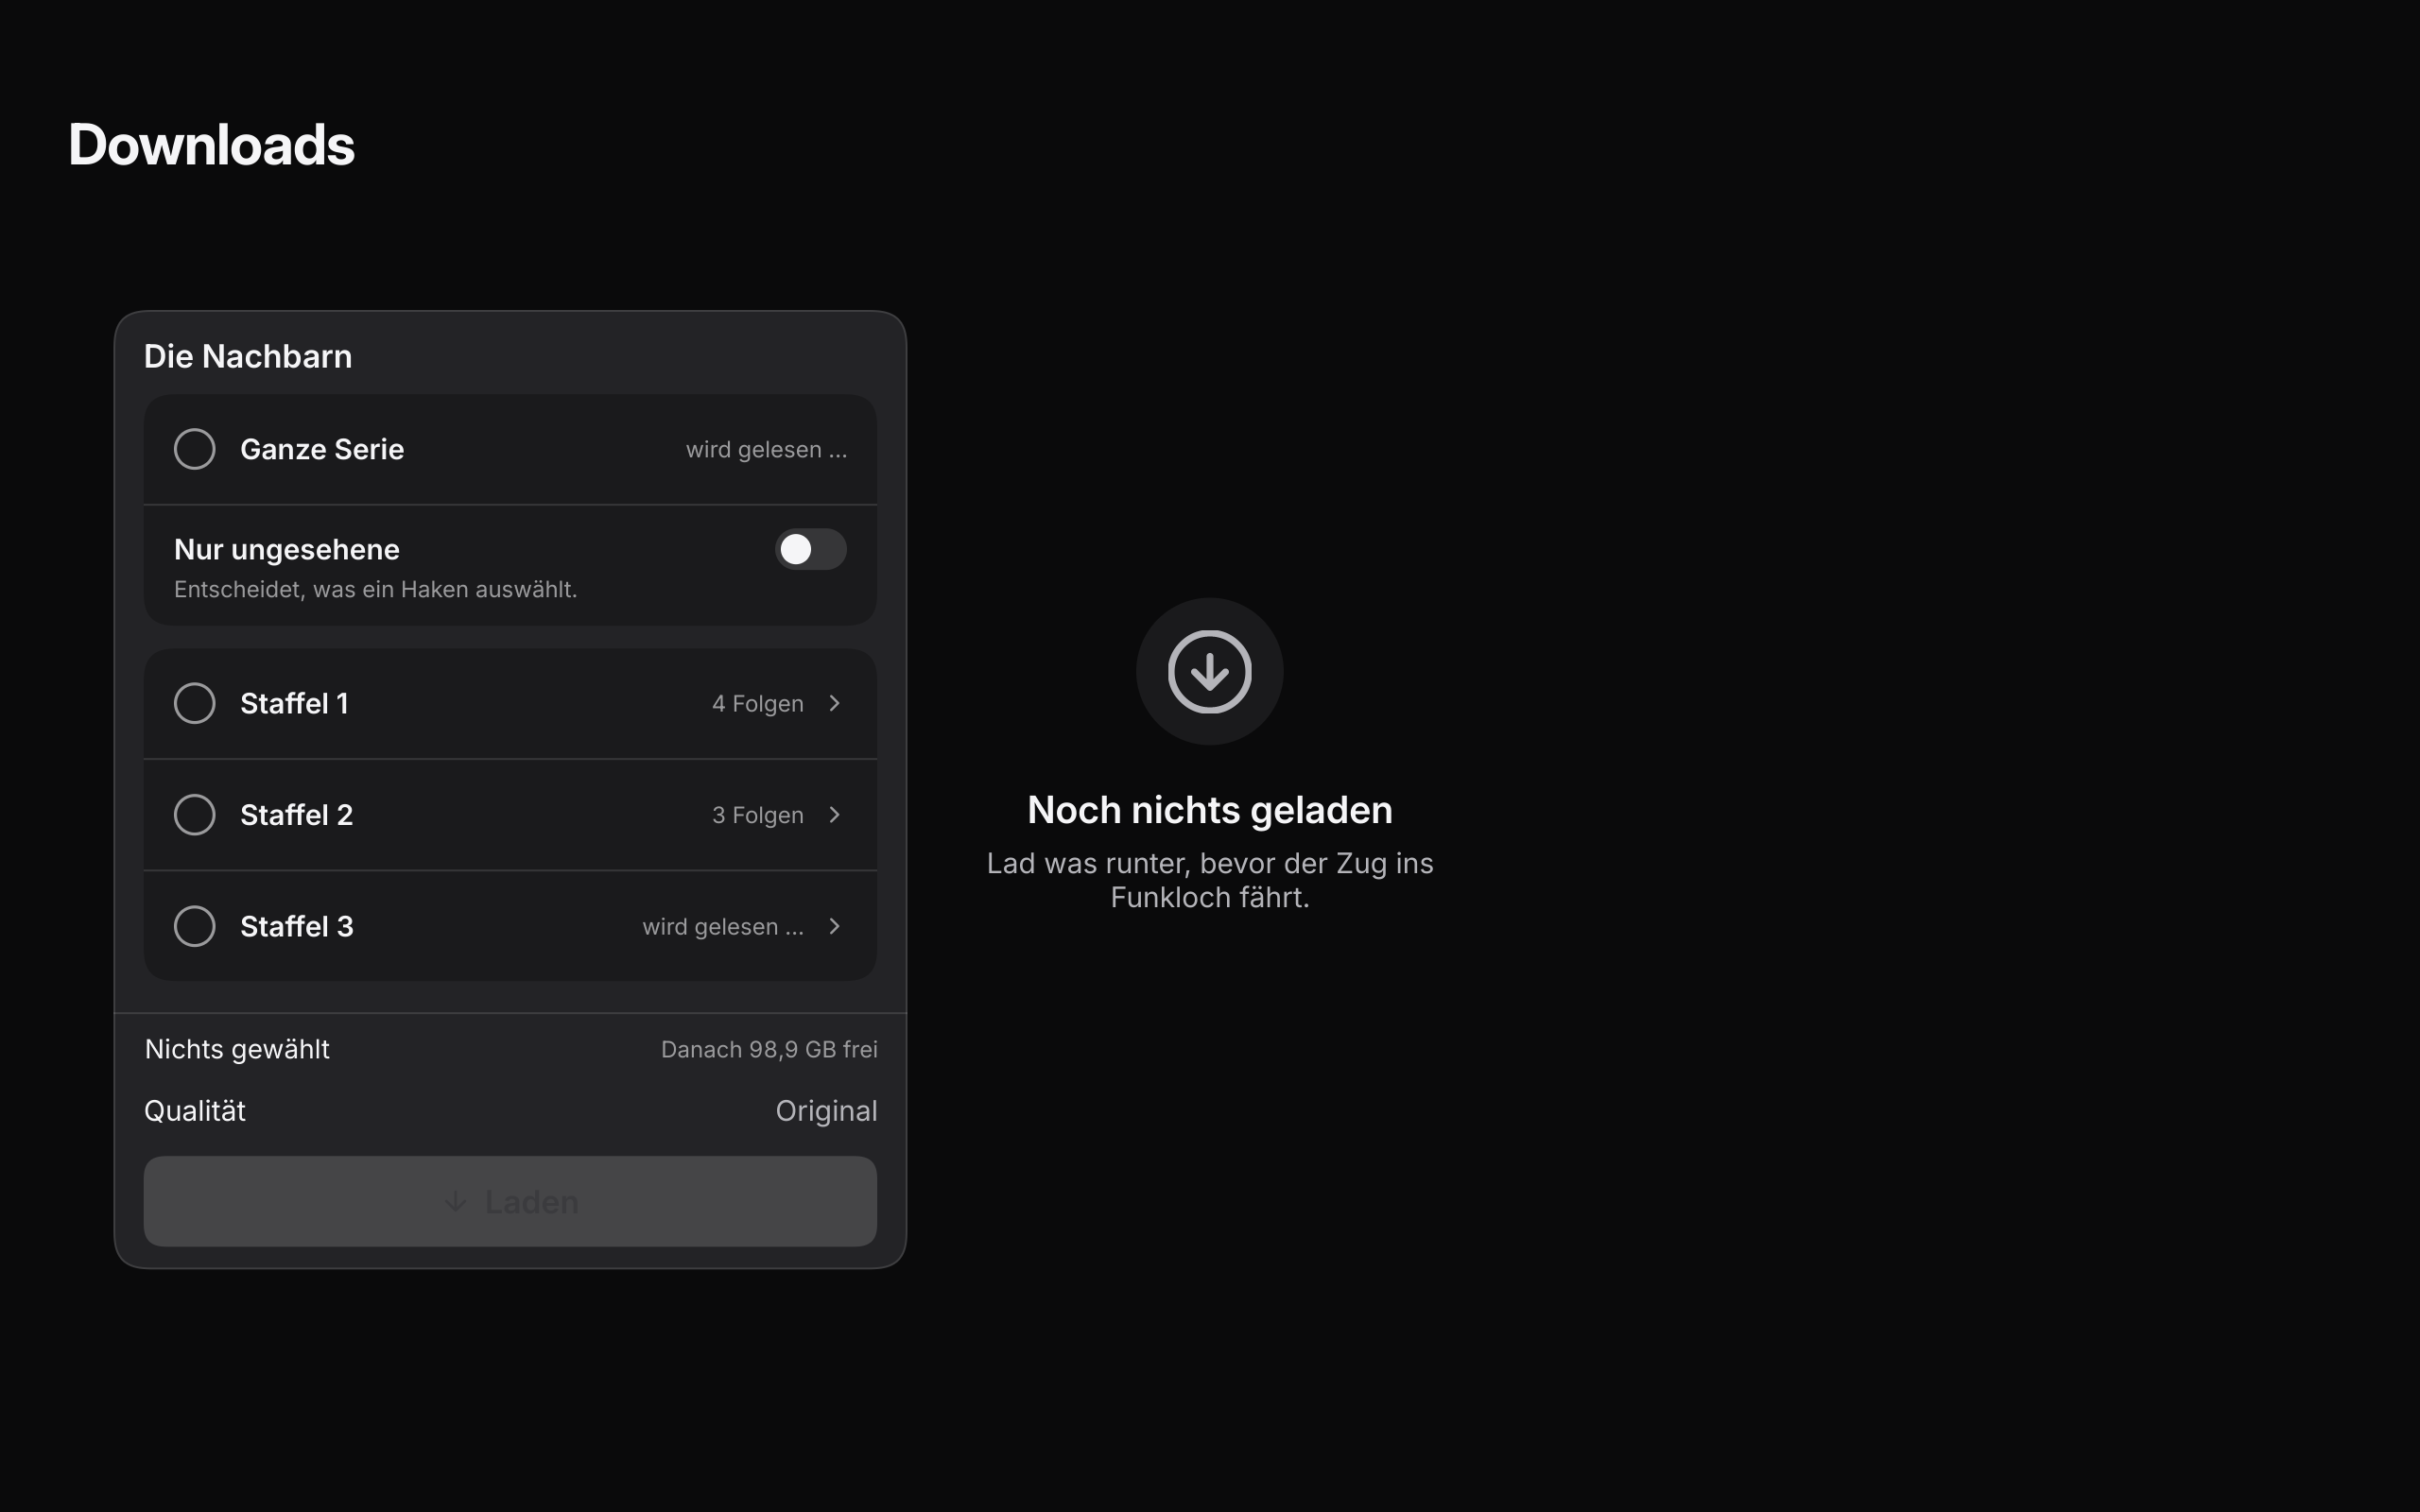 Downloads
Die Nachbarn
Ganze Serie wird gelesen ...
Nur ungesehene
Entscheidet, was ein Haken auswählt.
Staffel 1 4 Folgen
Staffel 2 3 Folgen
Staffel 3 wird gelesen ...
Nichts gewählt Danach 98,9 GB frei
Qualität Original
Laden
Noch nichts geladen
Lad was runter, bevor der Zug ins
Funkloch fährt.